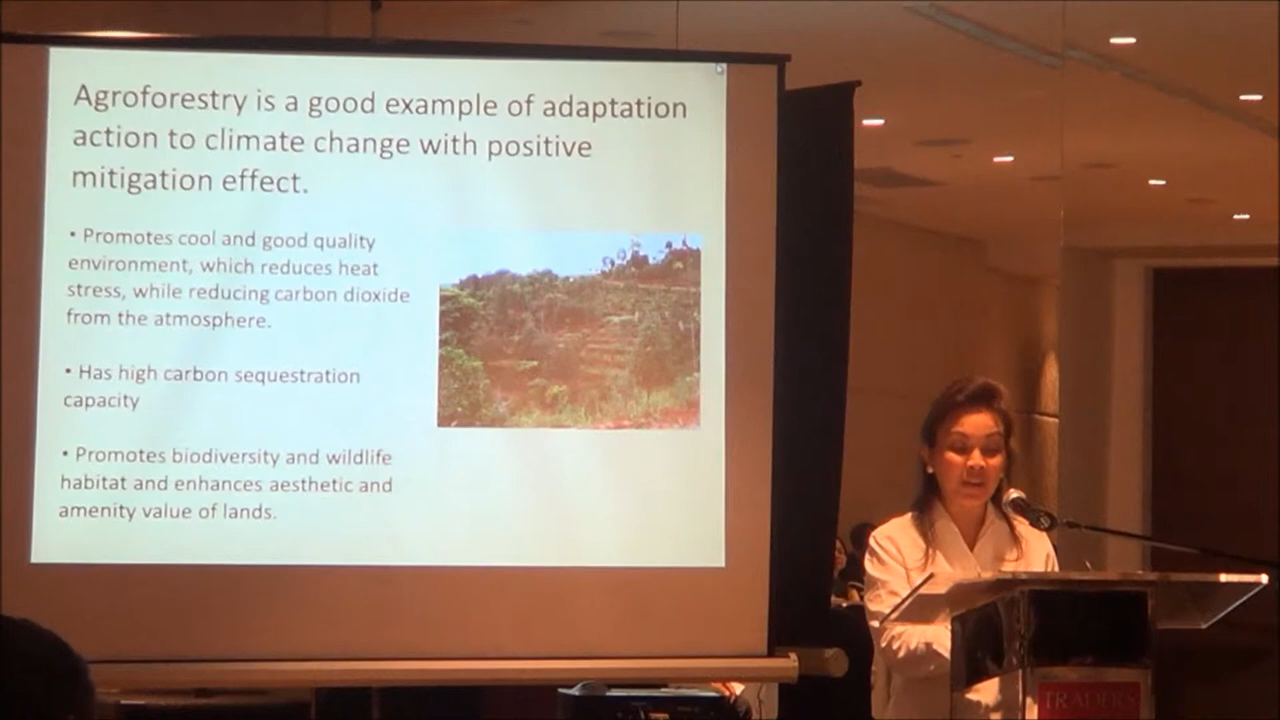 Agroforestry is a good example of adaptation
action to climate change with positive
mitigation effect.
• Promotes cool and good quality
environment, which reduces heat
stress, while reducing carbon dioxide
from the atmosphere.
• Has high carbon sequestration
capacity
• Promotes biodiversity and wildlife
habitat and enhances aesthetic and
amenity value of lands.
TRADERS